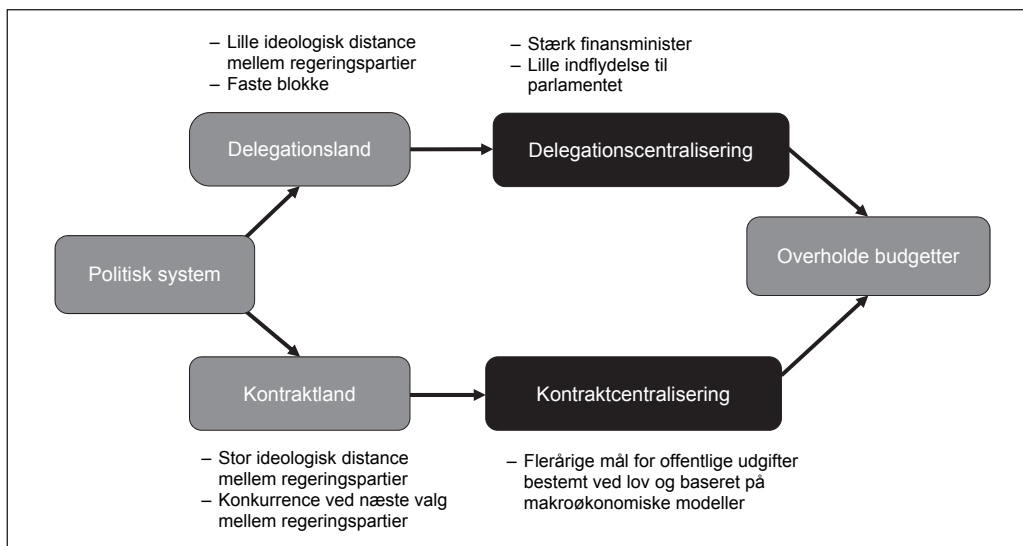 – Lille ideologisk distance
mellem regeringspartier
– Faste blokke
– Stærk finansminister
– Lille indflydelse til
parlamentet
Delegationsland
Delegationscentralisering
Politisk system
Overholde budgetter
Kontraktland
Kontraktcentralisering
– Stor ideologisk distance
mellem regeringspartier
– Konkurrence ved næste valg
mellem regeringspartier
– Flerårige mål for offentlige udgifter
bestemt ved lov og baseret på
makroøkonomiske modeller